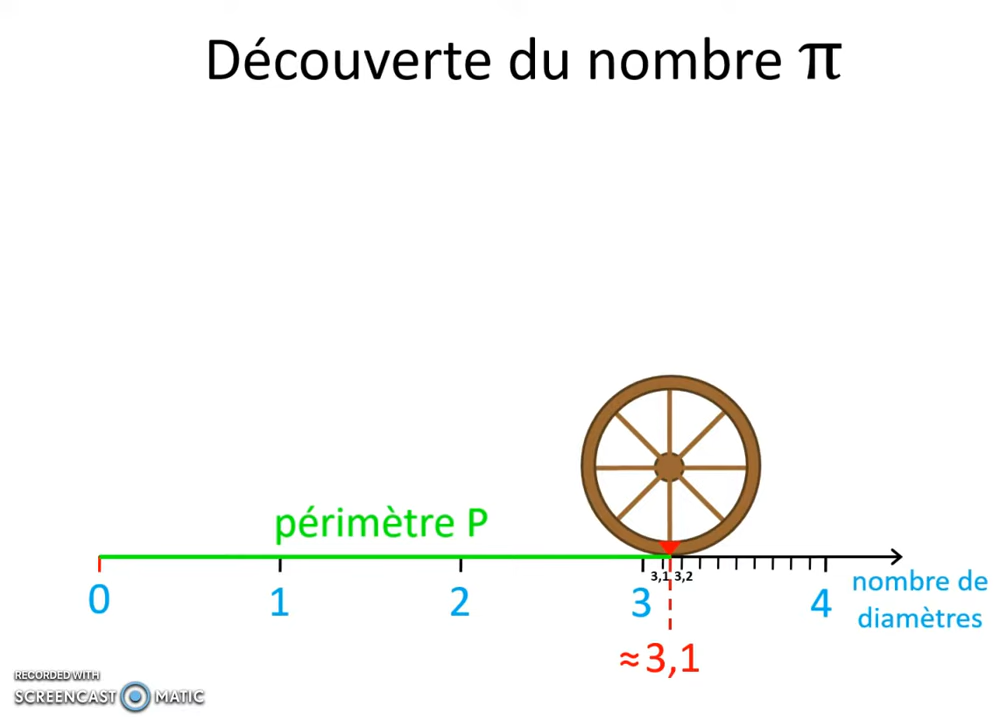 Découverte du nombre π
périmètre P
3,1 3,2
0 1 2 3 4
nombre de
diamètres
≈ 3,1
RECORDED WITH
SCREENCAST MATIC